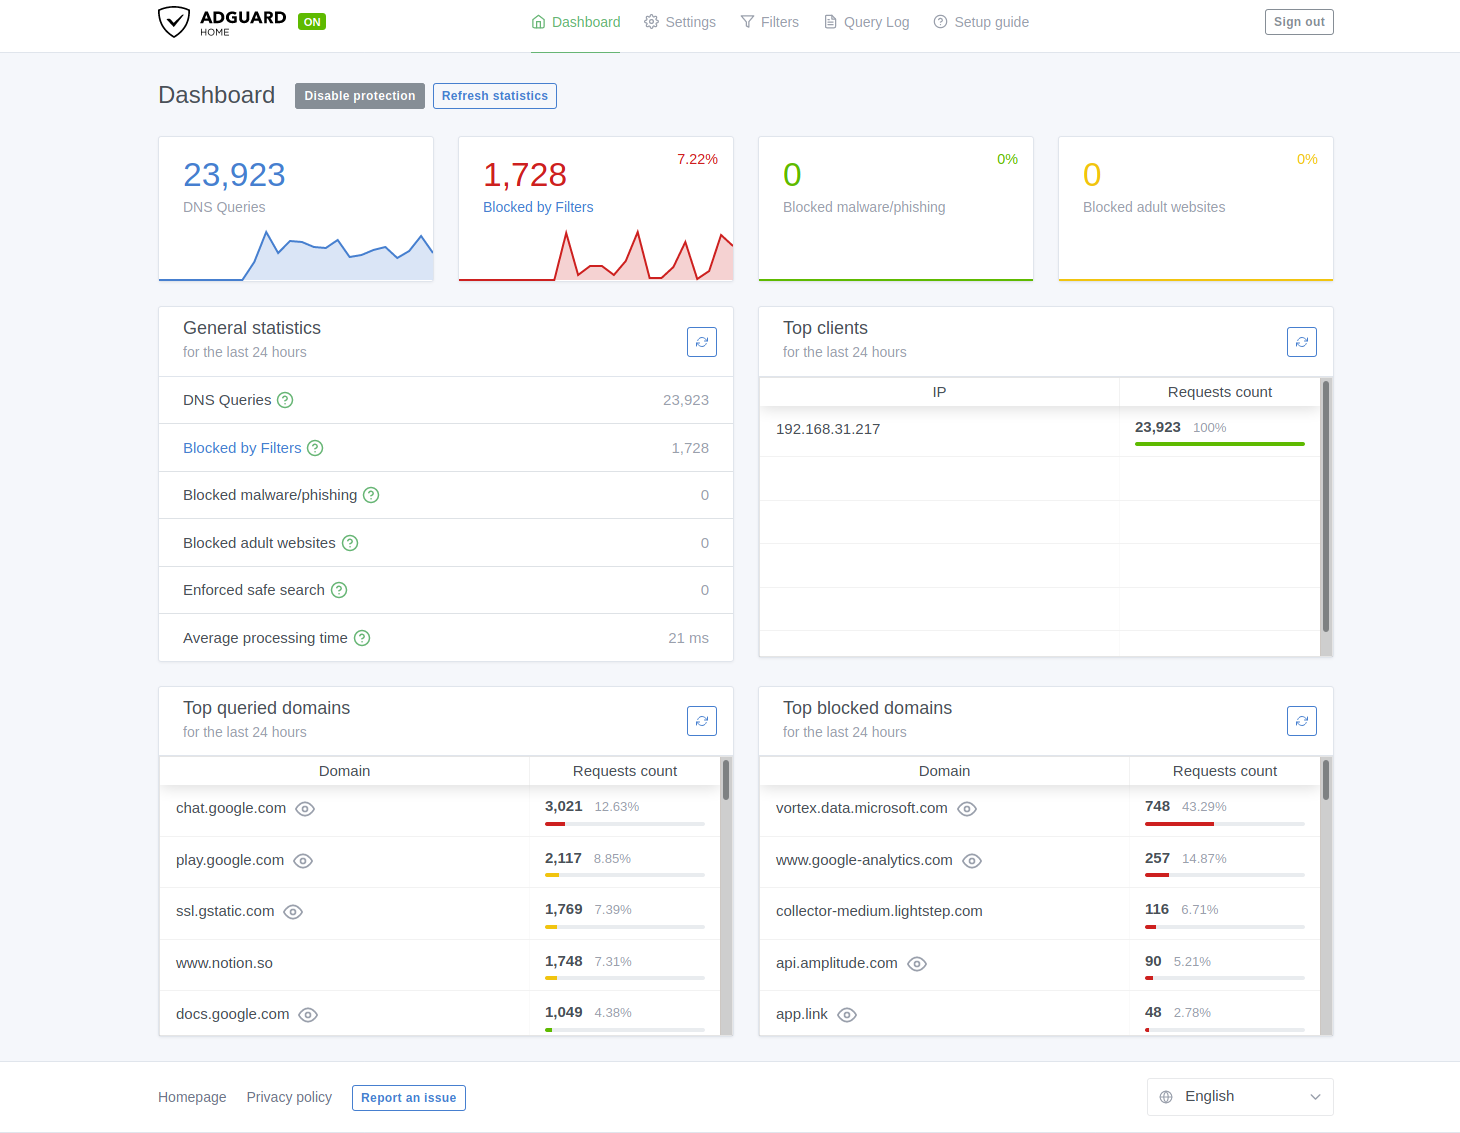 ADGUARD
HOME
ON
Dashboard
Settings
Filters
Query Log
Setup guide
Sign out
Dashboard
Disable protection
Refresh statistics
23,923
DNS Queries
7.22%
1,728
Blocked by Filters
0%
0
Blocked malware/phishing
0%
0
Blocked adult websites
General statistics
for the last 24 hours
DNS Queries 23,923
Blocked by Filters 1,728
Blocked malware/phishing 0
Blocked adult websites 0
Enforced safe search 0
Average processing time 21 ms
Top clients
for the last 24 hours
IP Requests count
192.168.31.217 23,923 100%
Top queried domains
for the last 24 hours
Domain Requests count
chat.google.com 3,021 12.63%
play.google.com 2,117 8.85%
ssl.gstatic.com 1,769 7.39%
www.notion.so 1,748 7.31%
docs.google.com 1,049 4.38%
Top blocked domains
for the last 24 hours
Domain Requests count
vortex.data.microsoft.com 748 43.29%
www.google-analytics.com 257 14.87%
collector-medium.lightstep.com 116 6.71%
api.amplitude.com 90 5.21%
app.link 48 2.78%
Homepage
Privacy policy
Report an issue
English